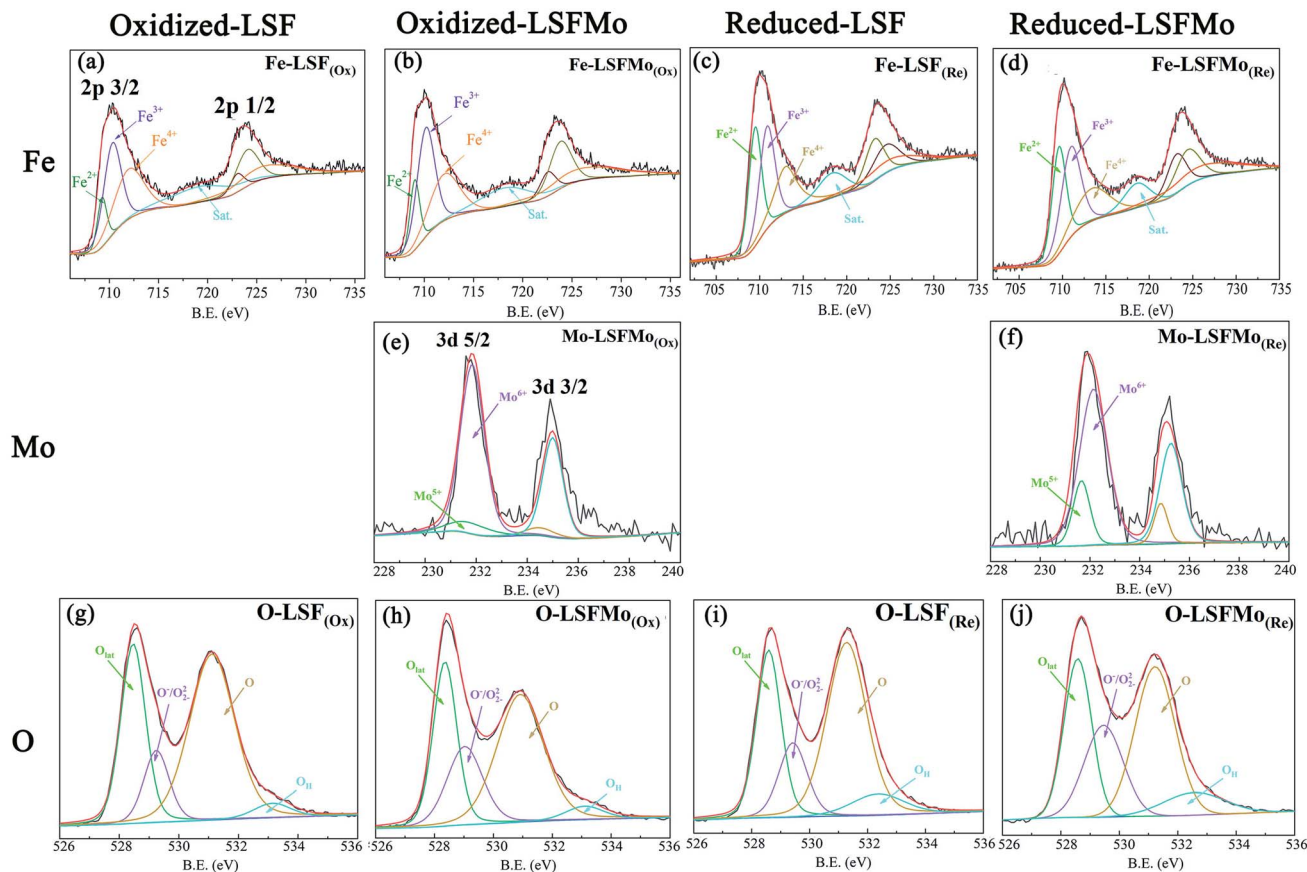 Oxidized-LSF
Oxidized-LSFMo
Reduced-LSF
Reduced-LSFMo
Fe
(a)
Fe-LSF(Ox)
2p 3/2
2p 1/2
Fe3+
Fe4+
Fe2+
Sat.
710 715 720 725 730 735
B.E. (eV)
(b)
Fe-LSFMo(Ox)
Fe3+
Fe4+
Fe2+
Sat.
710 715 720 725 730 735
B.E. (eV)
(c)
Fe-LSF(Re)
Fe2+
Fe3+
Fe4+
Sat.
705 710 715 720 725 730 735
B.E. (eV)
(d)
Fe-LSFMo(Re)
Fe2+
Fe3+
Fe4+
Sat.
705 710 715 720 725 730 735
B.E. (eV)
Mo
(e)
Mo-LSFMo(Ox)
3d 5/2
3d 3/2
Mo6+
Mo5+
228 230 232 234 236 238 240
B.E. (eV)
(f)
Mo-LSFMo(Re)
Mo6+
Mo5+
228 230 232 234 236 238 240
B.E. (eV)
O
(g)
O-LSF(Ox)
Olat
O-/O22-
O
OH
526 528 530 532 534 536
B.E. (eV)
(h)
O-LSFMo(Ox)
Olat
O-/O22-
O
OH
526 528 530 532 534 536
B.E. (eV)
(i)
O-LSF(Re)
Olat
O-/O22-
O
OH
526 528 530 532 534 536
B.E. (eV)
(j)
O-LSFMo(Re)
Olat
O-/O22-
O
OH
526 528 530 532 534 536
B.E. (eV)